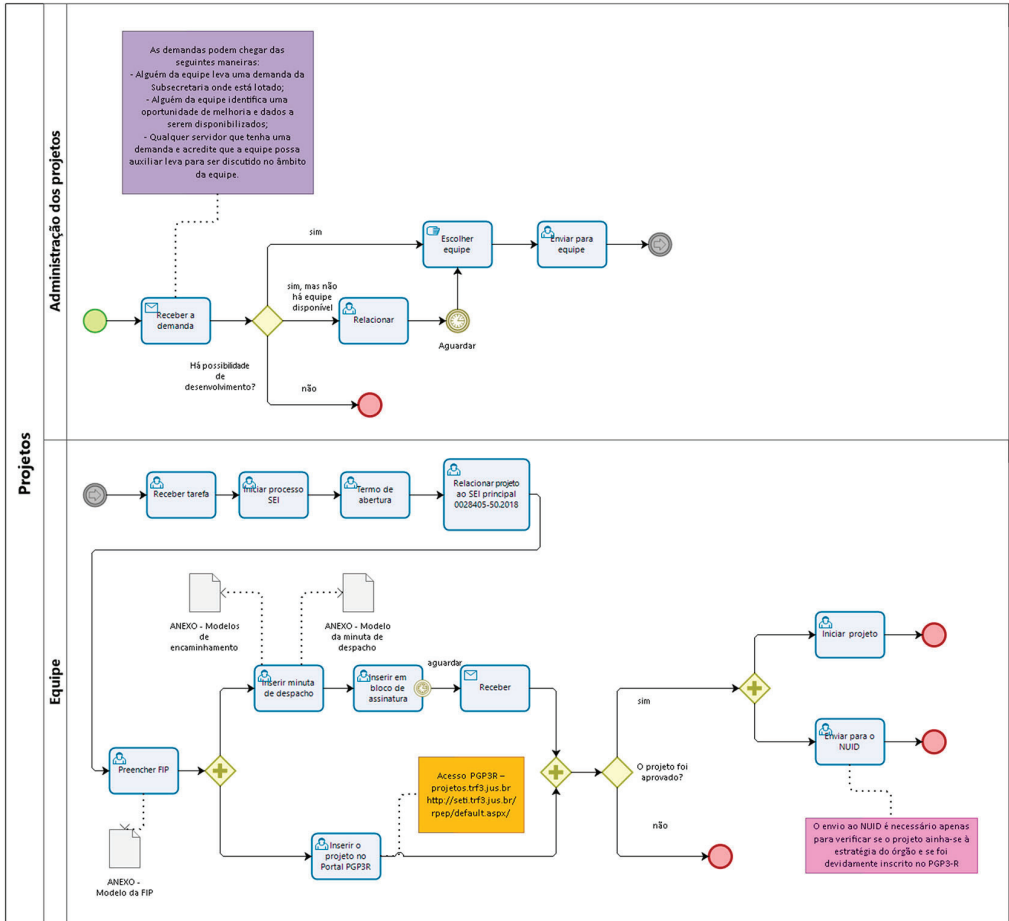 Projetos
Administração dos projetos
As demandas podem chegar das
seguintes maneiras:
- Alguém da equipe leva uma demanda da
Subsecretaria onde está lotado;
- Alguém da equipe identifica uma
oportunidade de melhoria e dados a
serem disponibilizados;
- Qualquer servidor que tenha uma
demanda e acredite que a equipe possa
auxiliar leva para ser discutido no âmbito
da equipe.
Receber a
demanda
Há possibilidade
de
desenvolvimento?
sim
sim, mas não
há equipe
disponível
não
Relacionar
Aguardar
Escolher
equipe
Enviar para
equipe
Equipe
Receber tarefa
Iniciar processo
SEI
Termo de
abertura
Relacionar projeto
ao SEI principal
0028405-50.2018
ANEXO - Modelos
de
encaminhamento
ANEXO - Modelo
da minuta de
despacho
Preencher FIP
ANEXO -
Modelo da FIP
Inserir minuta
de despacho
Inserir em
bloco de
assinatura
aguardar
Receber
Inserir o
projeto no
Portal PGP3R
Acesso PGP3R –
projetos.trf3.jus.br
http://seti.trf3.jus.br/
rpep/default.aspx/
O projeto foi
aprovado?
sim
não
Iniciar projeto
Enviar para o
NUID
O envio ao NUID é necessário apenas
para verificar se o projeto ainha-se à
estratégia do órgão e se foi
devidamente inscrito no PGP3-R